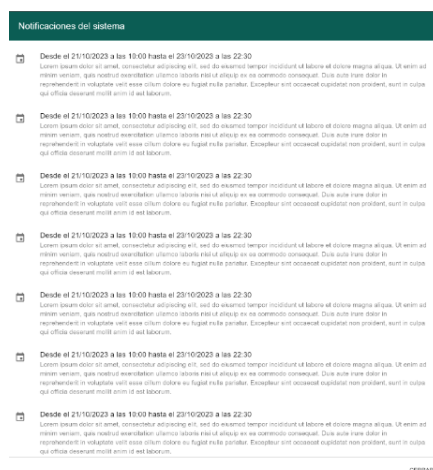 Notificaciones del sistema
Desde el 21/10/2023 a las 10:00 hasta el 23/10/2023 a las 22:30
Lorem ipsum dolor sit amet, consectetur adipiscing elit, sed do eiusmod tempor incididunt ut labore et dolore magna aliqua. Ut enim ad
minim veniam, quis nostrud exercitation ullamco laboris nisi ut aliquip ex ea commodo consequat. Duis aute irure dolor in
reprehenderit in voluptate velit esse cillum dolore eu fugiat nulla pariatur. Excepteur sint occaecat cupidatat non proident, sunt in culpa
qui officia deserunt mollit anim id est laborum.
Desde el 21/10/2023 a las 10:00 hasta el 23/10/2023 a las 22:30
Lorem ipsum dolor sit amet, consectetur adipiscing elit, sed do eiusmod tempor incididunt ut labore et dolore magna aliqua. Ut enim ad
minim veniam, quis nostrud exercitation ullamco laboris nisi ut aliquip ex ea commodo consequat. Duis aute irure dolor in
reprehenderit in voluptate velit esse cillum dolore eu fugiat nulla pariatur. Excepteur sint occaecat cupidatat non proident, sunt in culpa
qui officia deserunt mollit anim id est laborum.
Desde el 21/10/2023 a las 10:00 hasta el 23/10/2023 a las 22:30
Lorem ipsum dolor sit amet, consectetur adipiscing elit, sed do eiusmod tempor incididunt ut labore et dolore magna aliqua. Ut enim ad
minim veniam, quis nostrud exercitation ullamco laboris nisi ut aliquip ex ea commodo consequat. Duis aute irure dolor in
reprehenderit in voluptate velit esse cillum dolore eu fugiat nulla pariatur. Excepteur sint occaecat cupidatat non proident, sunt in culpa
qui officia deserunt mollit anim id est laborum.
Desde el 21/10/2023 a las 10:00 hasta el 23/10/2023 a las 22:30
Lorem ipsum dolor sit amet, consectetur adipiscing elit, sed do eiusmod tempor incididunt ut labore et dolore magna aliqua. Ut enim ad
minim veniam, quis nostrud exercitation ullamco laboris nisi ut aliquip ex ea commodo consequat. Duis aute irure dolor in
reprehenderit in voluptate velit esse cillum dolore eu fugiat nulla pariatur. Excepteur sint occaecat cupidatat non proident, sunt in culpa
qui officia deserunt mollit anim id est laborum.
Desde el 21/10/2023 a las 10:00 hasta el 23/10/2023 a las 22:30
Lorem ipsum dolor sit amet, consectetur adipiscing elit, sed do eiusmod tempor incididunt ut labore et dolore magna aliqua. Ut enim ad
minim veniam, quis nostrud exercitation ullamco laboris nisi ut aliquip ex ea commodo consequat. Duis aute irure dolor in
reprehenderit in voluptate velit esse cillum dolore eu fugiat nulla pariatur. Excepteur sint occaecat cupidatat non proident, sunt in culpa
qui officia deserunt mollit anim id est laborum.
Desde el 21/10/2023 a las 10:00 hasta el 23/10/2023 a las 22:30
Lorem ipsum dolor sit amet, consectetur adipiscing elit, sed do eiusmod tempor incididunt ut labore et dolore magna aliqua. Ut enim ad
minim veniam, quis nostrud exercitation ullamco laboris nisi ut aliquip ex ea commodo consequat. Duis aute irure dolor in
reprehenderit in voluptate velit esse cillum dolore eu fugiat nulla pariatur. Excepteur sint occaecat cupidatat non proident, sunt in culpa
qui officia deserunt mollit anim id est laborum.
Desde el 21/10/2023 a las 10:00 hasta el 23/10/2023 a las 22:30
Lorem ipsum dolor sit amet, consectetur adipiscing elit, sed do eiusmod tempor incididunt ut labore et dolore magna aliqua. Ut enim ad
minim veniam, quis nostrud exercitation ullamco laboris nisi ut aliquip ex ea commodo consequat. Duis aute irure dolor in
reprehenderit in voluptate velit esse cillum dolore eu fugiat nulla pariatur. Excepteur sint occaecat cupidatat non proident, sunt in culpa
qui officia deserunt mollit anim id est laborum.
CERRAR